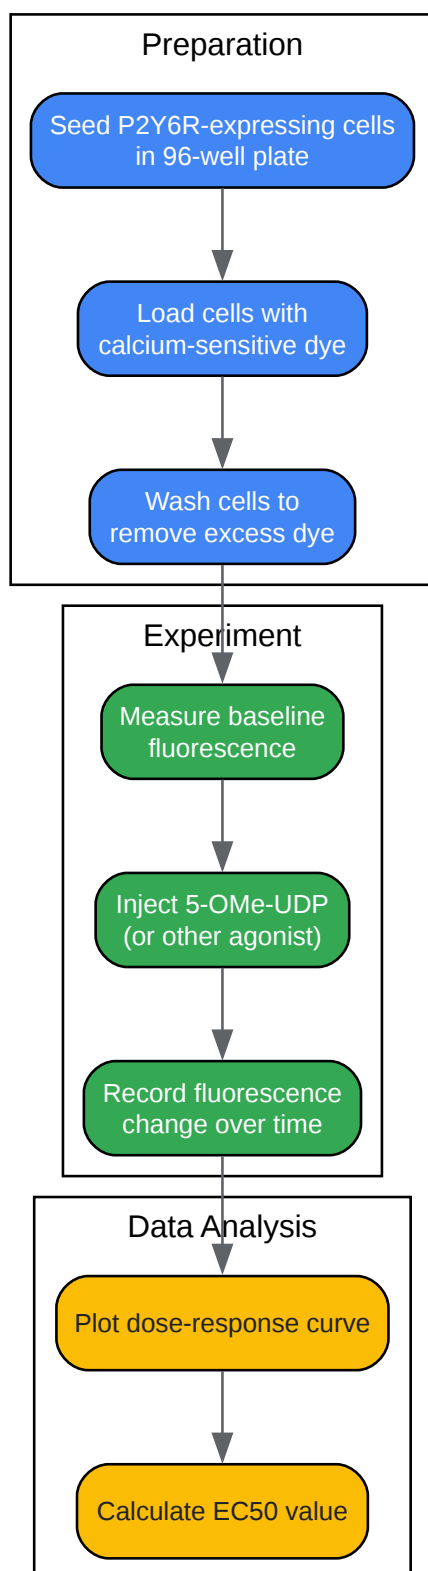 Preparation
Seed P2Y6R-expressing cells
in 96-well plate
Load cells with
calcium-sensitive dye
Wash cells to
remove excess dye
Experiment
Measure baseline
fluorescence
Inject 5-OMe-UDP
(or other agonist)
Record fluorescence
change over time
Data Analysis
Plot dose-response curve
Calculate EC50 value